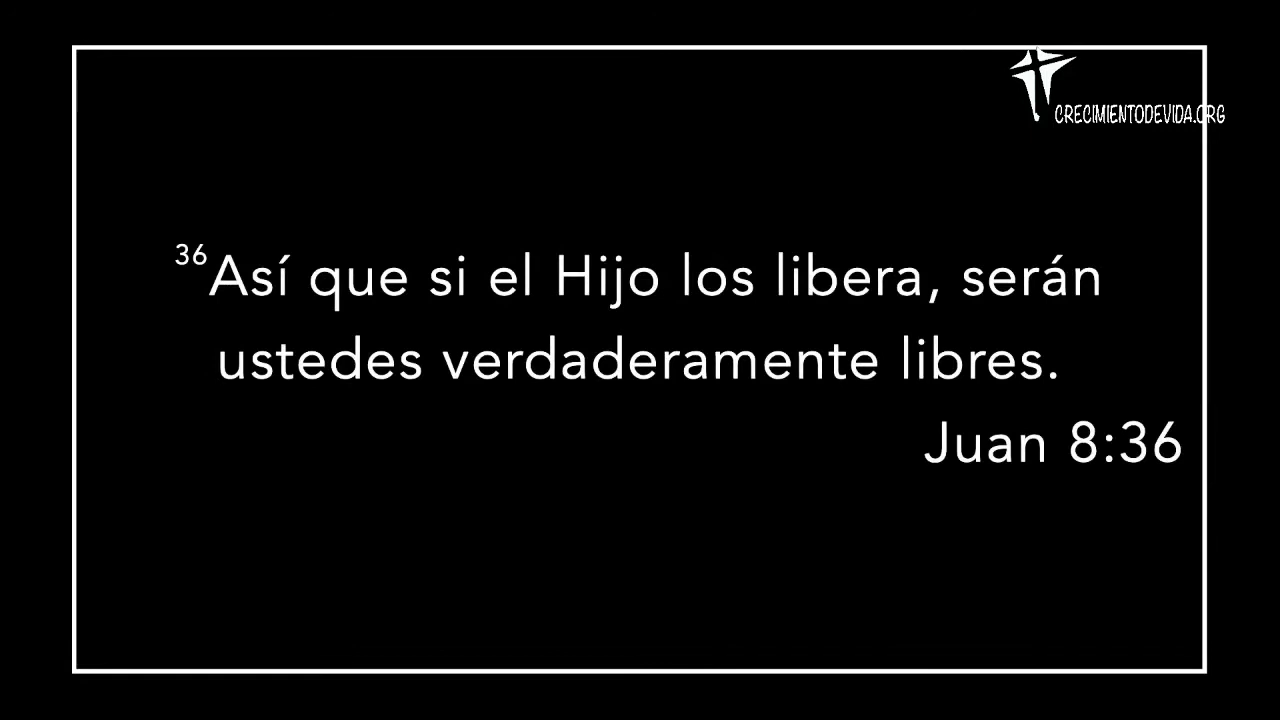 CRECIMIENTODEVIDA.ORG
36Así que si el Hijo los libera, serán
ustedes verdaderamente libres.
Juan 8:36